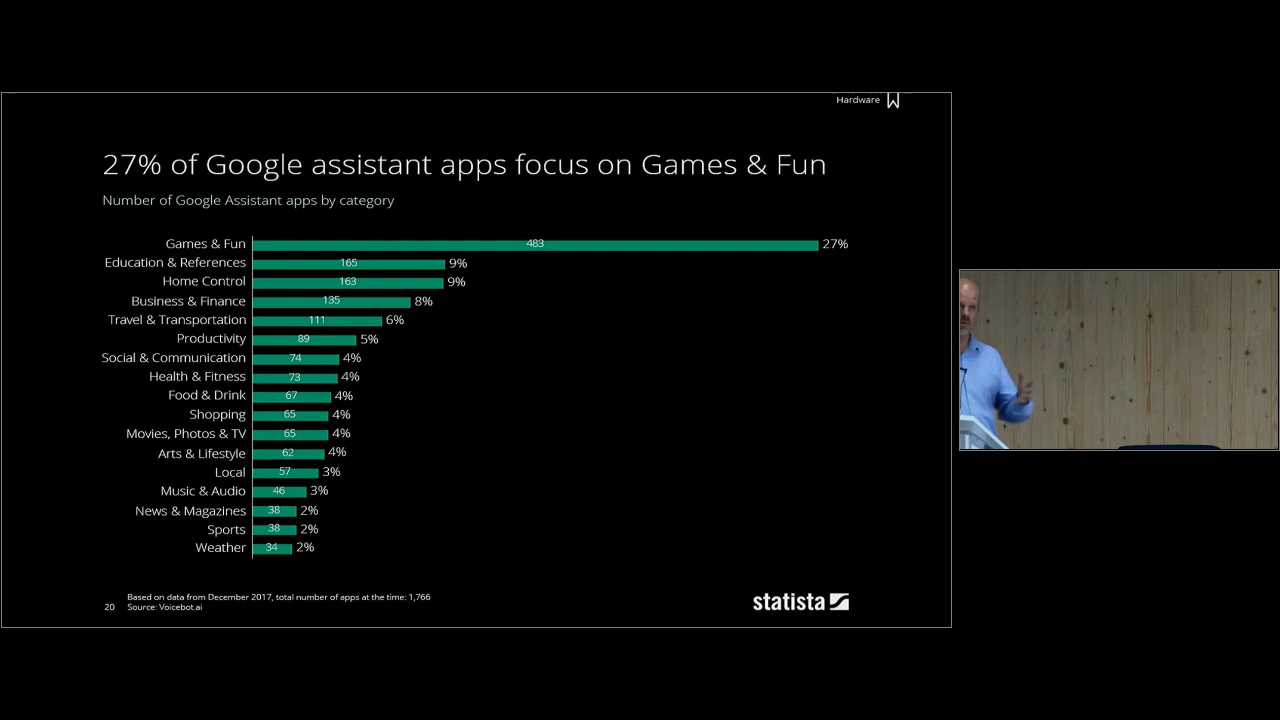 Hardware
27% of Google assistant apps focus on Games & Fun
Number of Google Assistant apps by category
Games & Fun 483 27%
Education & References 165 9%
Home Control 163 9%
Business & Finance 135 8%
Travel & Transportation 111 6%
Productivity 89 5%
Social & Communication 74 4%
Health & Fitness 73 4%
Food & Drink 67 4%
Shopping 65 4%
Movies, Photos & TV 65 4%
Arts & Lifestyle 62 4%
Local 57 3%
Music & Audio 46 3%
News & Magazines 38 2%
Sports 38 2%
Weather 34 2%
Based on data from December 2017, total number of apps at the time: 1,766
20 Source: Voicebot.ai
statista